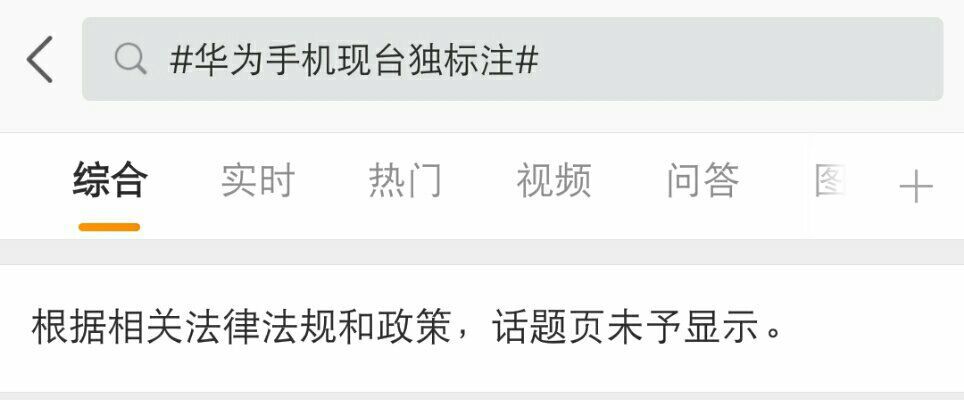 #华为手机现台独标注#
综合 实时 热门 视频 问答 图
根据相关法律法规和政策，话题页未予显示。